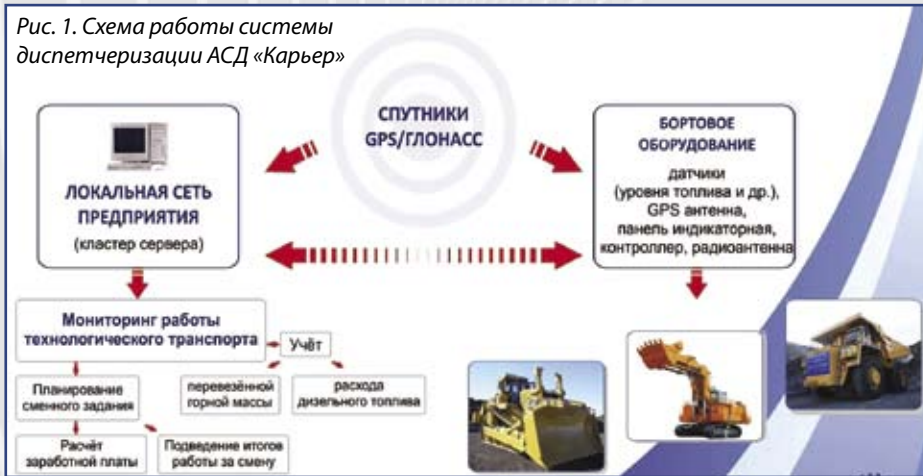 Рис. 1. Схема работы системы
диспетчеризации АСД «Карьер»
СПУТНИКИ
GPS/ГЛОНАСС
ЛОКАЛЬНАЯ СЕТЬ
ПРЕДПРИЯТИЯ
(кластер сервера)
БОРТОВОЕ
ОБОРУДОВАНИЕ
датчики
(уровня топлива и др.),
GPS антенна,
панель индикаторная,
контроллер, радиоантенна
Мониторинг работы
технологического транспорта
Учёт
Планирование
сменного задания
перевезённой
горной массы
расхода
дизельного топлива
Расчёт
заработной платы
Подведение итогов
работы за смену